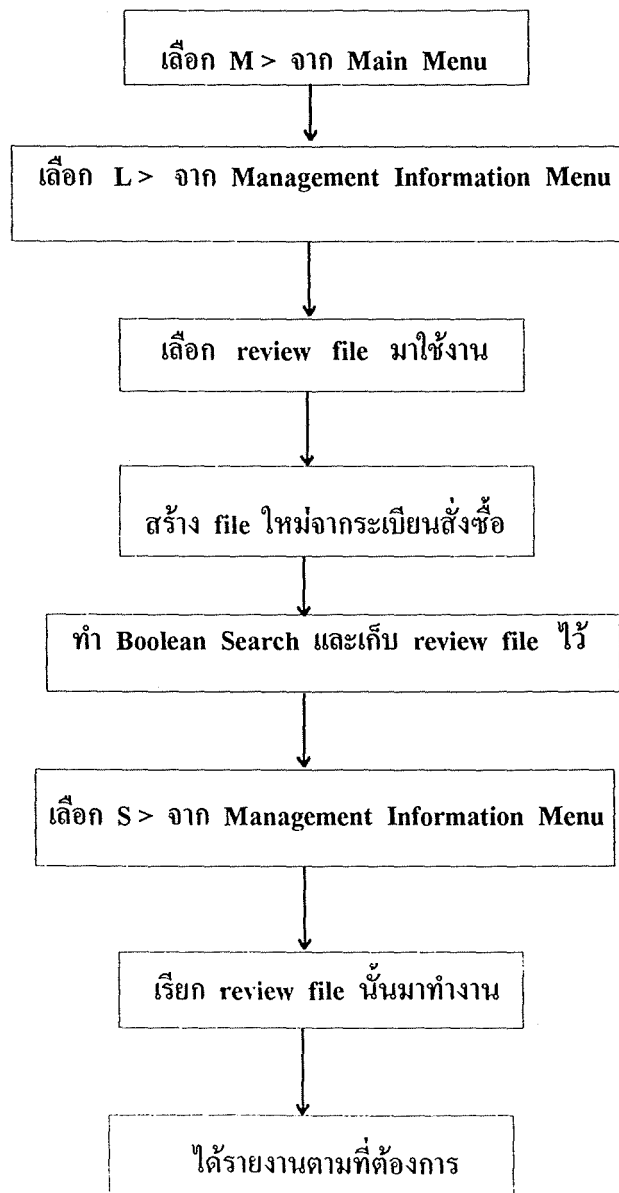 เลือก M > จาก Main Menu
เลือก L > จาก Management Information Menu
เลือก review file มาใช้งาน
สร้าง file ใหม่จากระเบียนสั่งซื้อ
ทำ Boolean Search และเก็บ review file ไว้
เลือก S > จาก Management Information Menu
เรียก review file นั้นมาทำงาน
ได้รายงานตามที่ต้องการ